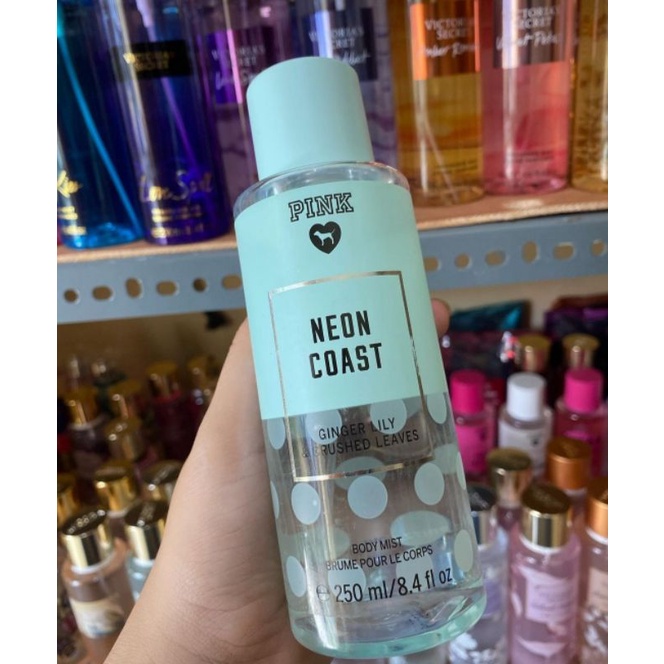 VICTORIA'S
SECRET
VICTORIA'S
SECRET
PINK
NEON
COAST
GINGER LILY
& CRUSHED LEAVES
BODY MIST
BRUME POUR LE CORPS
e 250 ml/8.4 fl oz